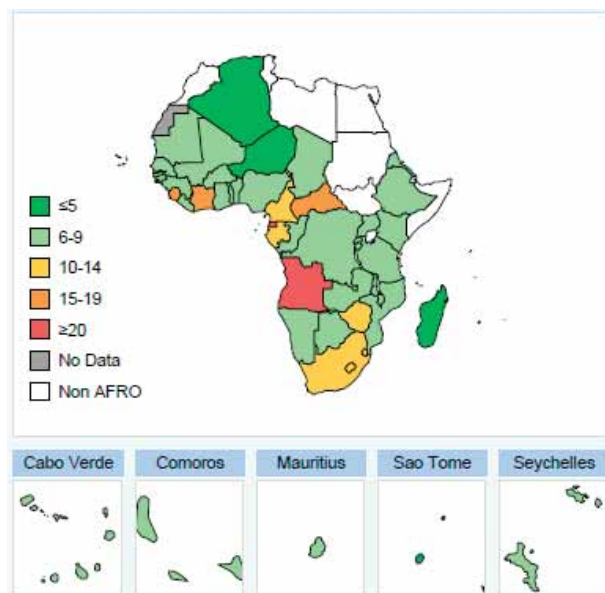 ≤5
6-9
10-14
15-19
≥20
No Data
Non AFRO
Cabo Verde
Comoros
Mauritius
Sao Tome
Seychelles